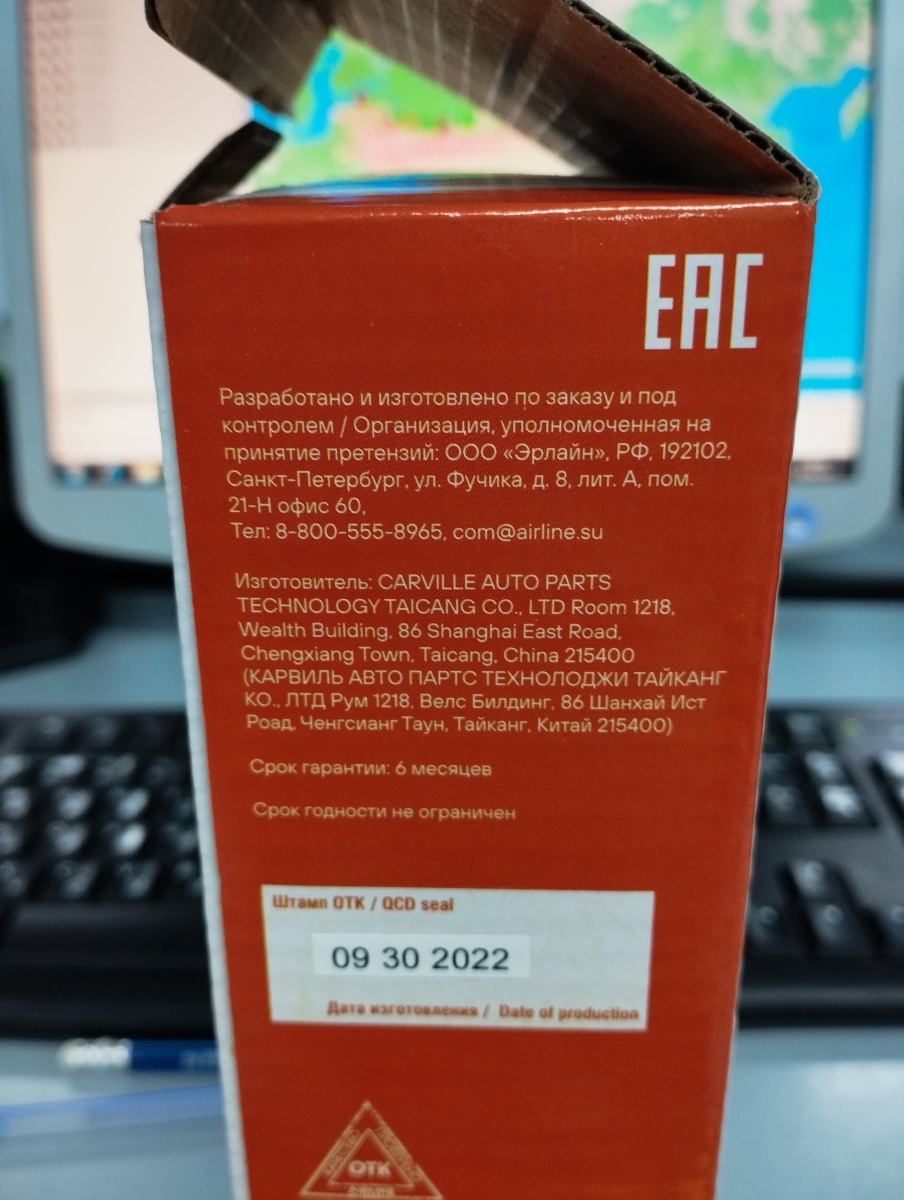 EAC
Разработано и изготовлено по заказу и под
контролем / Организация, уполномоченная на
принятие претензий: ООО «Эрлайн», РФ, 192102,
Санкт-Петербург, ул. Фучика, д. 8, лит. А, пом.
21-Н офис 60,
Тел: 8-800-555-8965, com@airline.su
Изготовитель: CARVILLE AUTO PARTS
TECHNOLOGY TAICANG CO., LTD Room 1218,
Wealth Building, 86 Shanghai East Road,
Chengxiang Town, Taicang, China 215400
(КАРВИЛЬ АВТО ПАРТС ТЕХНОЛОДЖИ ТАЙКАНГ
КО., ЛТД Рум 1218, Велс Билдинг, 86 Шанхай Ист
Роад, Ченгсианг Таун, Тайканг, Китай 215400)
Срок гарантии: 6 месяцев
Срок годности не ограничен
Штамп ОТК / QCD seal
09 30 2022
Дата изготовления / Date of production
ОТК